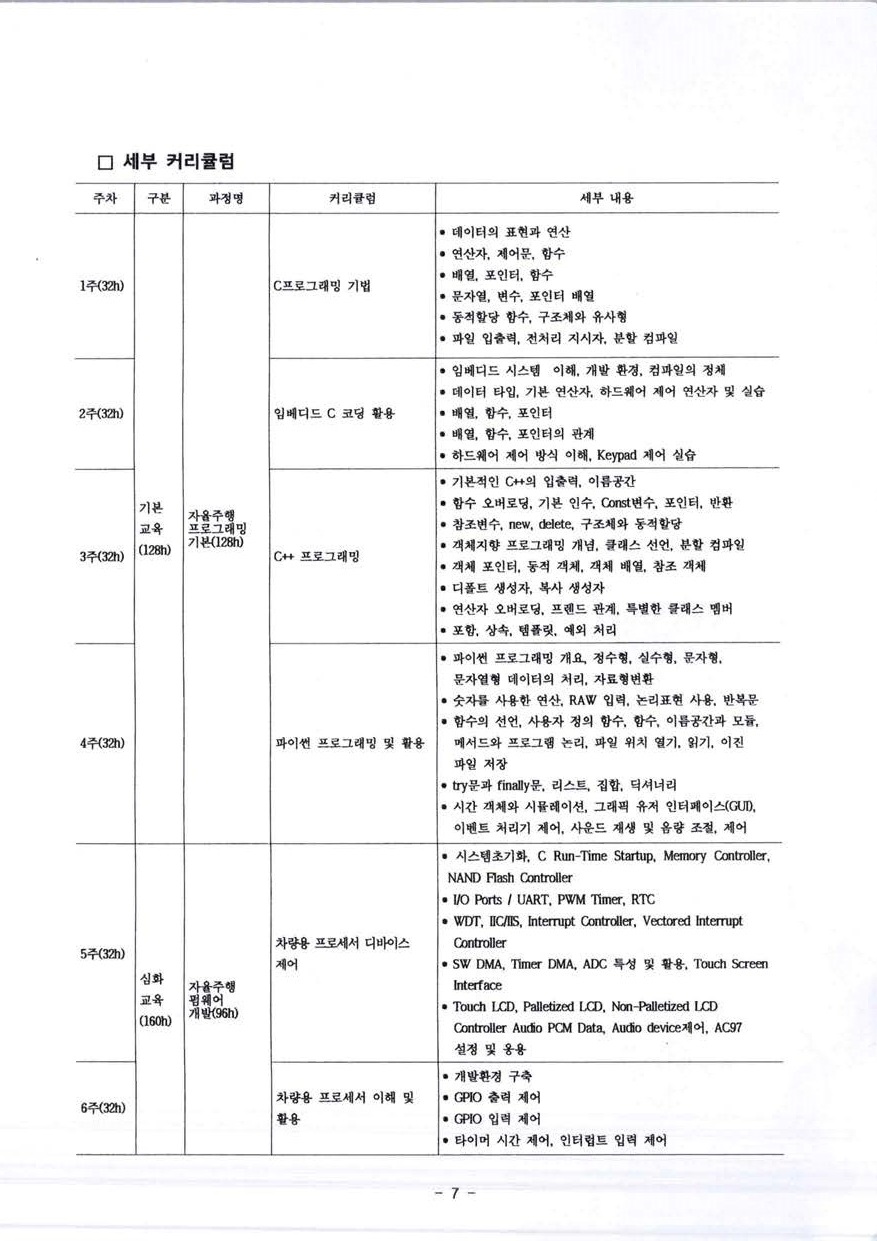 □ 세부 커리큘럼
주차 구분 과정명 커리큘럼 세부 내용
1주(32h)
C프로그래밍 기법
• 데이터의 표현과 연산
• 연산자, 제어문, 함수
• 배열, 포인터, 함수
• 문자열, 변수, 포인터 배열
• 동적할당 함수, 구조체와 유사형
• 파일 입출력, 전처리 지시자, 분할 컴파일
2주(32h)
임베디드 C 코딩 활용
• 임베디드 시스템 이해, 개발 환경, 컴파일의 정체
• 데이터 타입, 기본 연산자, 하드웨어 제어 연산자 및 실습
• 배열, 함수, 포인터
• 배열, 함수, 포인터의 관계
• 하드웨어 제어 방식 이해, Keypad 제어 실습
기본
교육
(128h)
자율주행
프로그래밍
기본(128h)
3주(32h)
C++ 프로그래밍
• 기본적인 C++의 입출력, 이름공간
• 함수 오버로딩, 기본 인수, Const변수, 포인터, 반환
• 참조변수, new, delete, 구조체와 동적할당
• 객체지향 프로그래밍 개념, 클래스 선언, 분할 컴파일
• 객체 포인터, 동적 객체, 객체 배열, 참조 객체
• 디폴트 생성자, 복사 생성자
• 연산자 오버로딩, 프렌드 관계, 특별한 클래스 멤버
• 포함, 상속, 템플릿, 예외 처리
4주(32h)
파이썬 프로그래밍 및 활용
• 파이썬 프로그래밍 개요, 정수형, 실수형, 문자형,
문자열형 데이터의 처리, 자료형변환
• 숫자를 사용한 연산, RAW 입력, 논리표현 사용, 반복문
• 함수의 선언, 사용자 정의 함수, 함수, 이름공간과 모듈,
메서드와 프로그램 논리, 파일 위치 열기, 읽기, 이진
파일 저장
• try문과 finally문, 리스트, 집합, 딕셔너리
• 시간 객체와 시뮬레이션, 그래픽 유저 인터페이스(GUI),
이벤트 처리기 제어, 사운드 재생 및 음량 조절, 제어
5주(32h)
차량용 프로세서 디바이스
제어
• 시스템초기화, C Run-Time Startup, Memory Controller,
NAND Flash Controller
• I/O Ports / UART, PWM Timer, RTC
• WDT, IIC/IIS, Interrupt Controller, Vectored Interrupt
Controller
• SW DMA, Timer DMA, ADC 특성 및 활용, Touch Screen
Interface
• Touch LCD, Palletized LCD, Non-Palletized LCD
Controller Audio PCM Data, Audio device제어, AC97
설정 및 응용
심화
교육
(160h)
자율주행
펌웨어
개발(96h)
6주(32h)
차량용 프로세서 이해 및
활용
• 개발환경 구축
• GPIO 출력 제어
• GPIO 입력 제어
• 타이머 시간 제어, 인터럽트 입력 제어
- 7 -